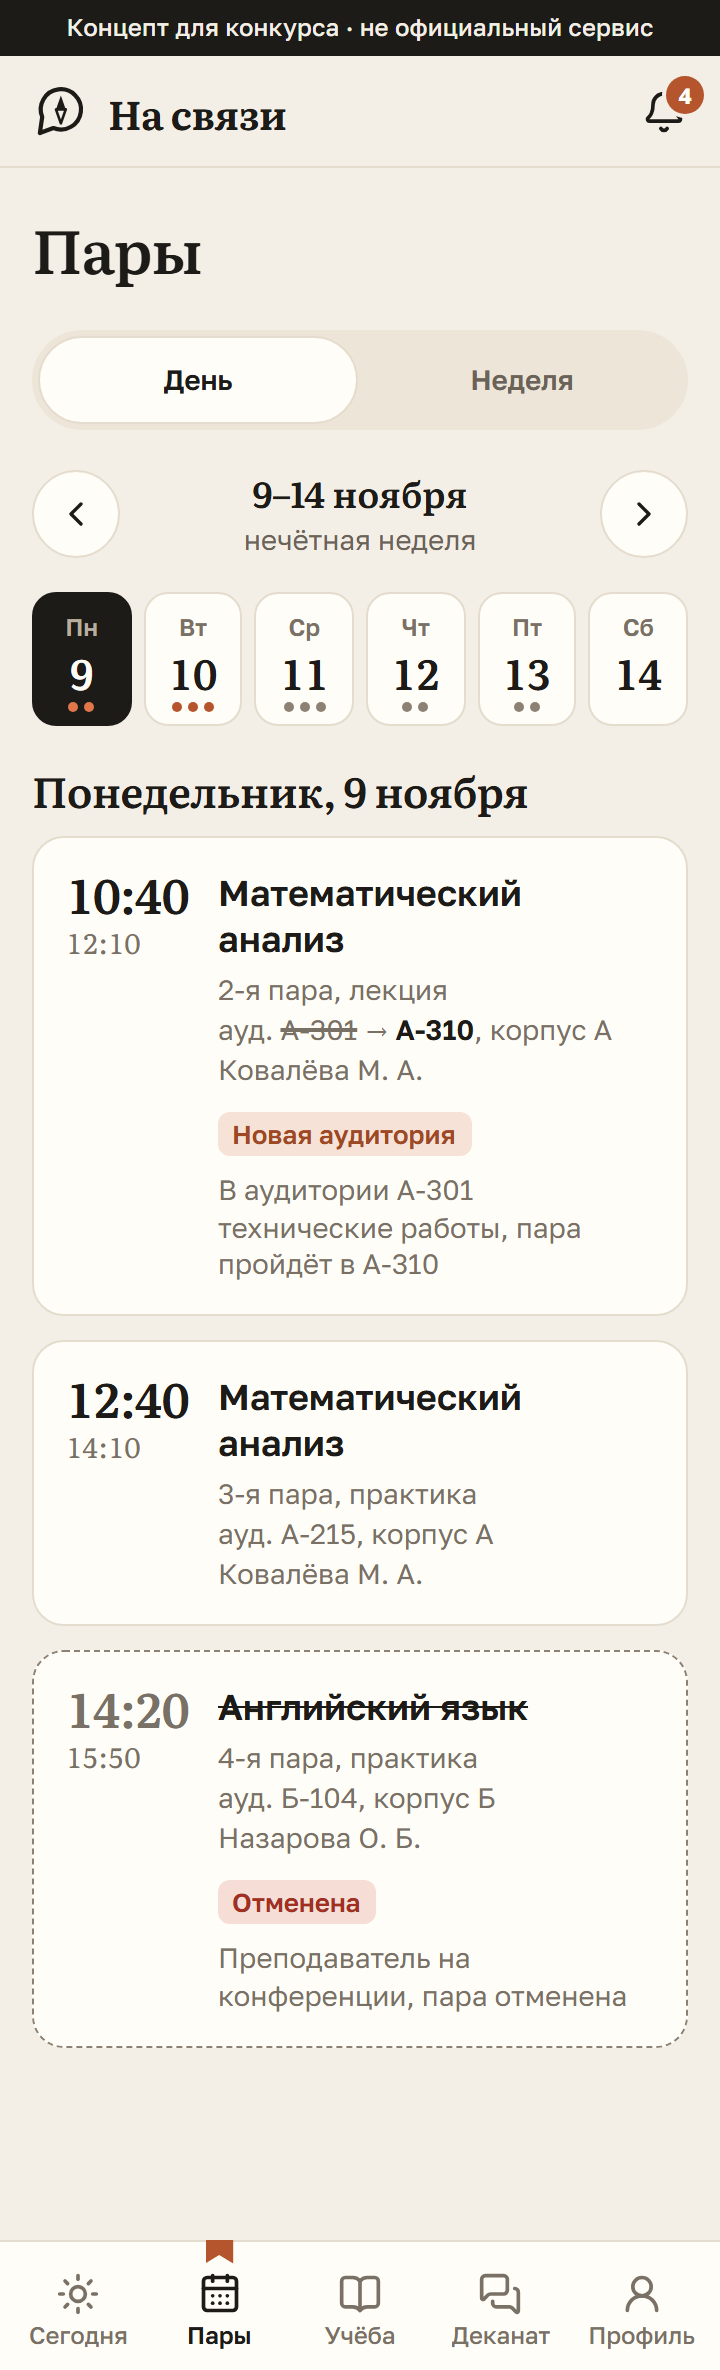 Концепт для конкурса · не официальный сервис
На связи
4
Пары
День
Неделя
9–14 ноября
нечётная неделя
Пн
Вт
Ср
Чт
Пт
Сб
9
10
11
12
13
14
Понедельник, 9 ноября
10:40
12:10
Математический
анализ
2-я пара, лекция
ауд. А-301 → А-310, корпус А
Ковалёва М. А.
Новая аудитория
В аудитории А-301
технические работы, пара
пройдёт в А-310
12:40
14:10
Математический
анализ
3-я пара, практика
ауд. А-215, корпус А
Ковалёва М. А.
14:20
15:50
Английский язык
4-я пара, практика
ауд. Б-104, корпус Б
Назарова О. Б.
Отменена
Преподаватель на
конференции, пара отменена
Сегодня
Пары
Учёба
Деканат
Профиль